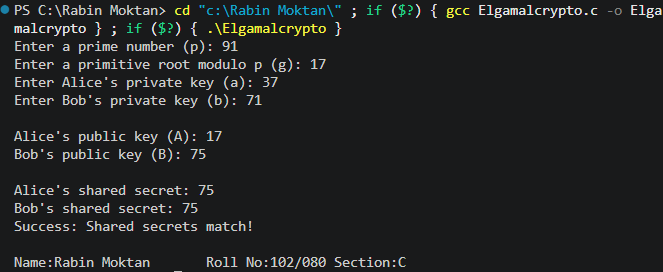 PS C:\Rabin Moktan> cd "c:\Rabin Moktan\" ; if ($?) { gcc Elgamalcrypto.c -o Elga
malcrypto } ; if ($?) { .\Elgamalcrypto }
Enter a prime number (p): 91
Enter a primitive root modulo p (g): 17
Enter Alice's private key (a): 37
Enter Bob's private key (b): 71
Alice's public key (A): 17
Bob's public key (B): 75
Alice's shared secret: 75
Bob's shared secret: 75
Success: Shared secrets match!
Name:Rabin Moktan Roll No:102/080 Section:C